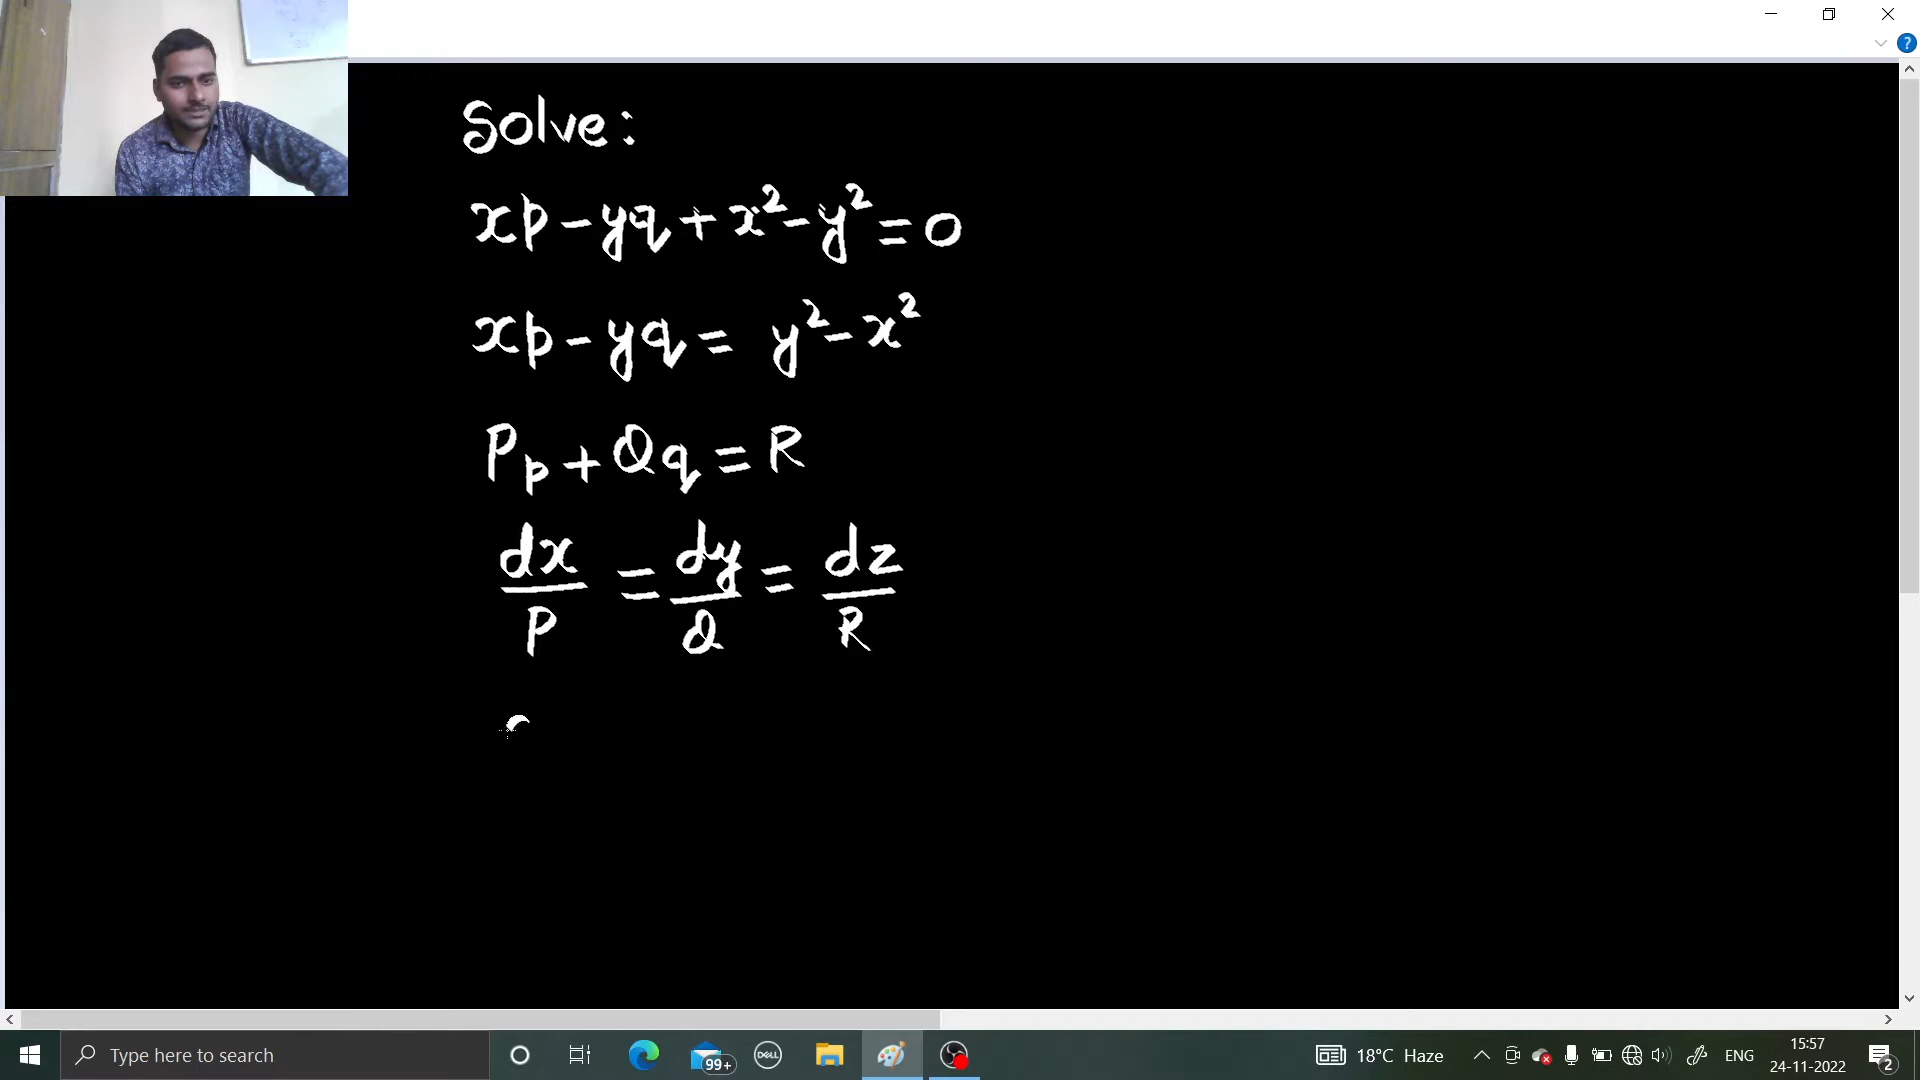 Solve:
xp - yq + x² - y² = 0
xp - yq = y² - x²
Pp + Qq = R
dx/P = dy/Q = dz/R
Type here to search
DELL
99+
18°C Haze
ENG
15:57
24-11-2022
2
?